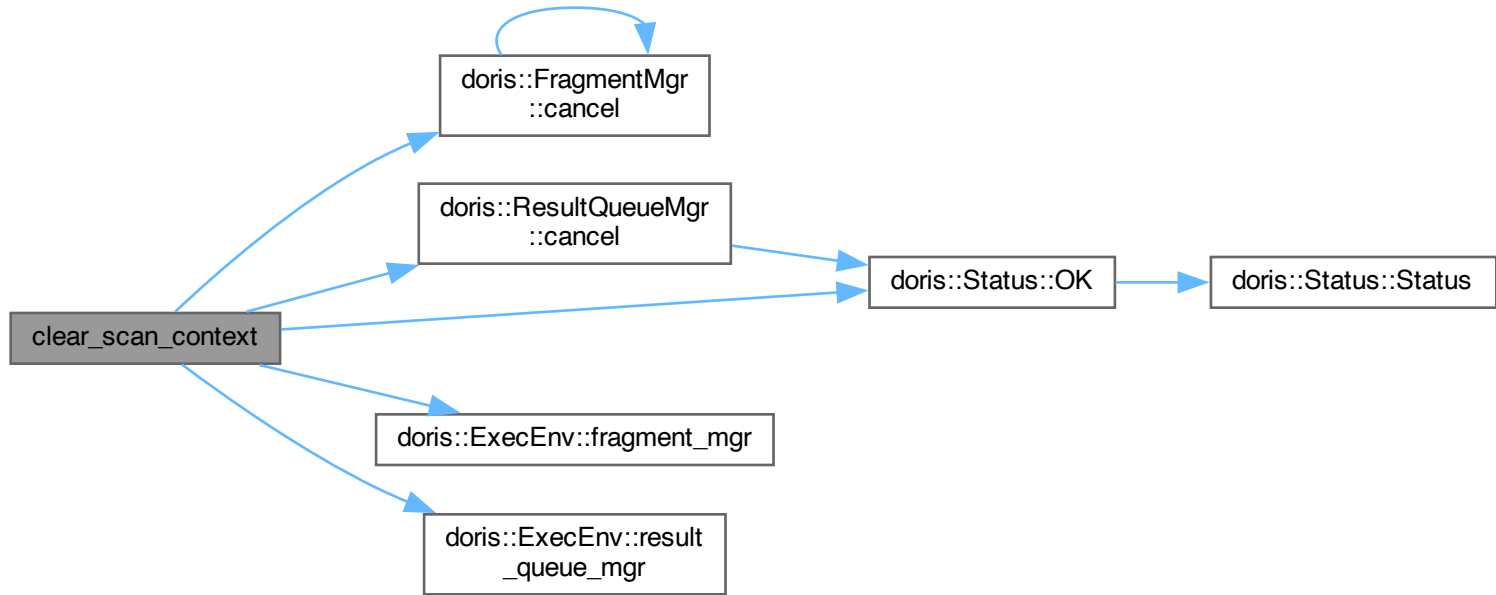 doris::FragmentMgr
::cancel
doris::ResultQueueMgr
::cancel
doris::Status::OK
doris::Status::Status
clear_scan_context
doris::ExecEnv::fragment_mgr
doris::ExecEnv::result
_queue_mgr